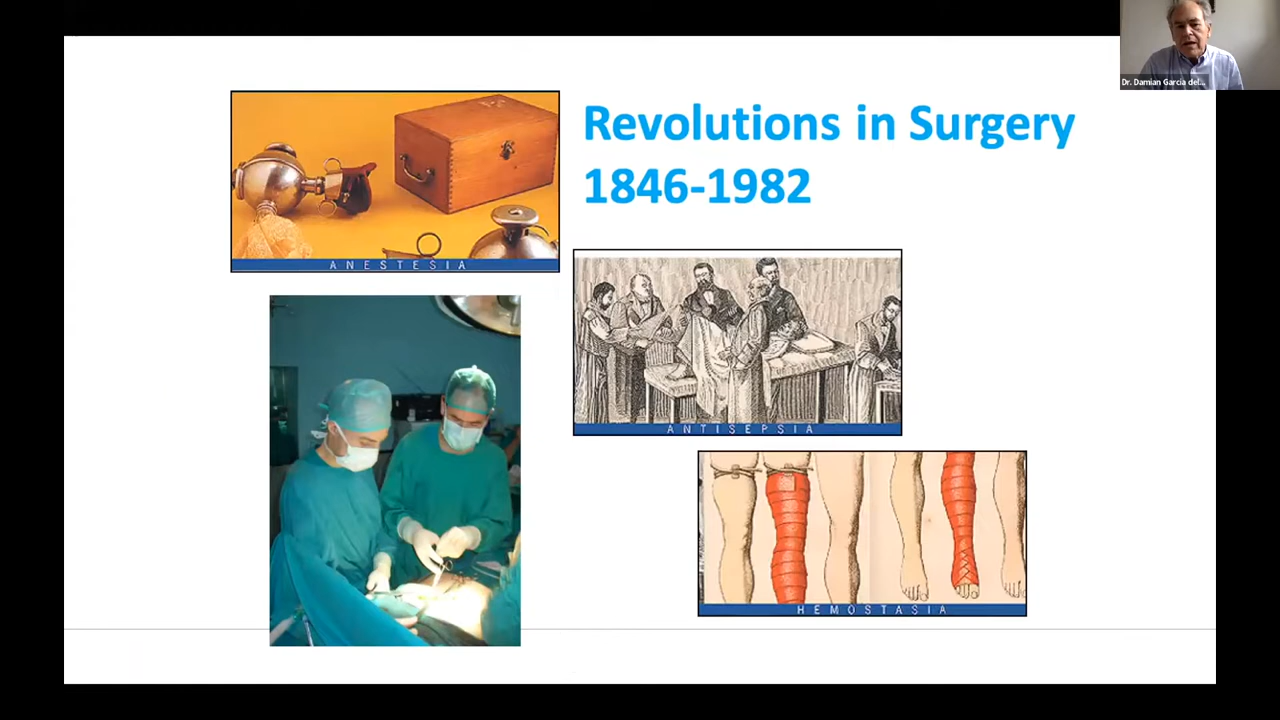 Dr. Damian Garcia del...
Revolutions in Surgery
1846-1982
ANESTESIA
ANTISEPSIA
HEMOSTASIA